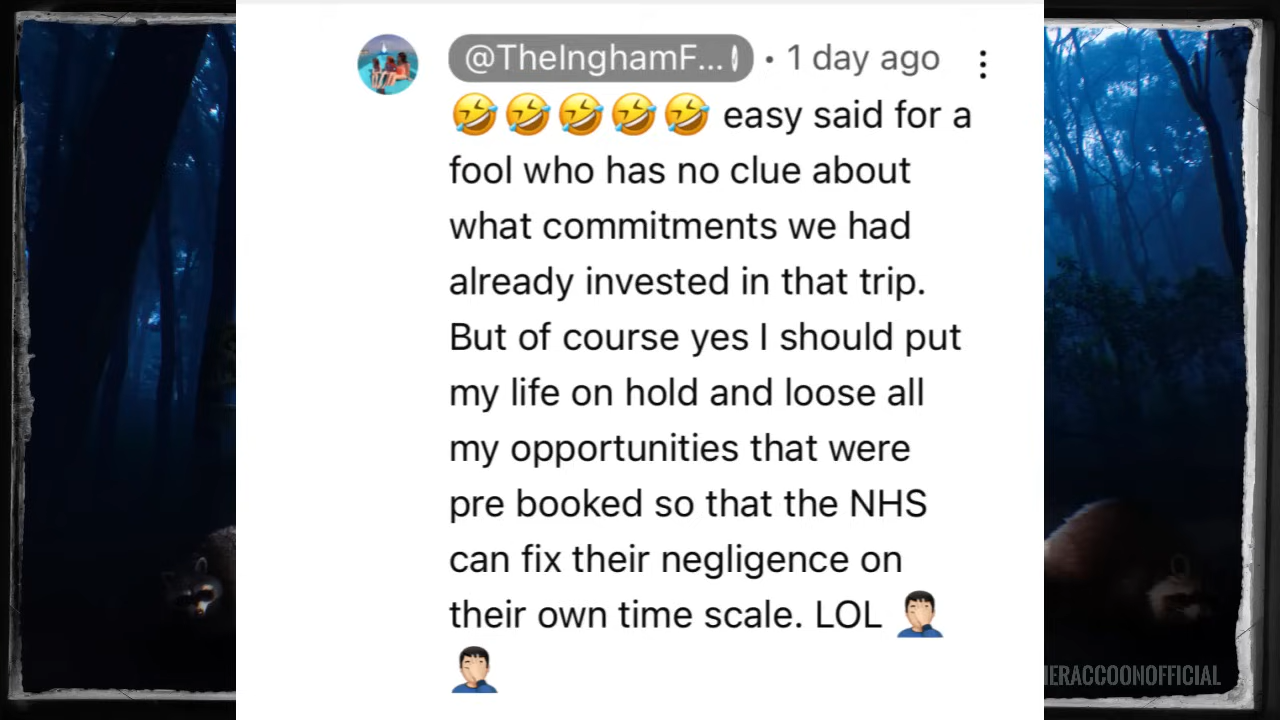 @TheInghamF... • 1 day ago
🤣🤣🤣🤣🤣 easy said for a
fool who has no clue about
what commitments we had
already invested in that trip.
But of course yes I should put
my life on hold and loose all
my opportunities that were
pre booked so that the NHS
can fix their negligence on
their own time scale. LOL 🤦🏻‍♂️
🤦🏻‍♂️
IERACCOONOFFICIAL